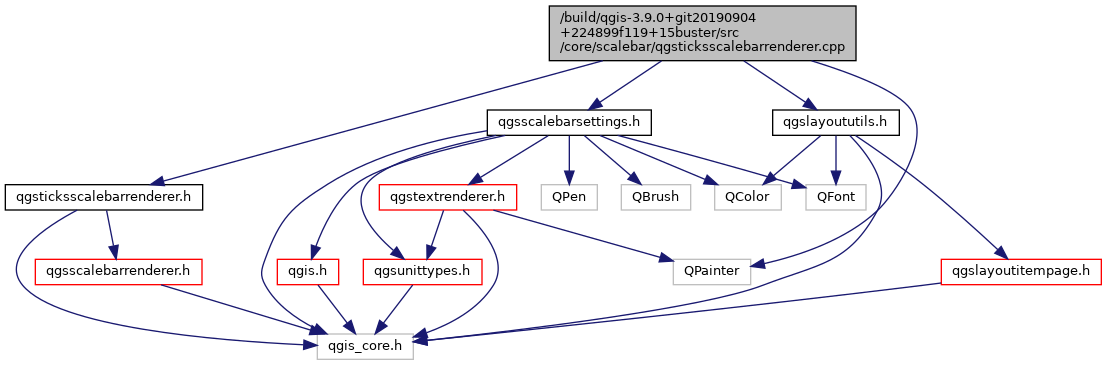 /build/qgis-3.9.0+git20190904
+224899f119+15buster/src
/core/scalebar/qgsticksscalebarrenderer.cpp
qgsscalebarsettings.h
qgslayoututils.h
qgsticksscalebarrenderer.h
qgstextrenderer.h
QPen
QBrush
QColor
QFont
qgsscalebarrenderer.h
qgis.h
qgsunittypes.h
QPainter
qgslayoutitempage.h
qgis_core.h